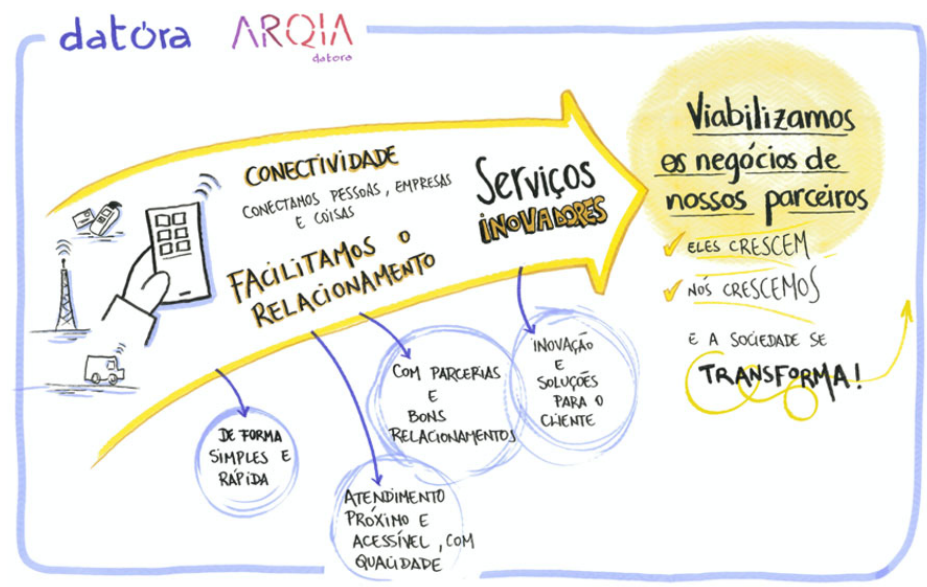 datora
ARQIA
datora
CONECTIVIDADE
CONECTAMOS PESSOAS, EMPRESAS
E COISAS
FACILITAMOS O
RELACIONAMENTO
Serviços
INOVADORES
Viabilizamos
os negócios de
nossos parceiros
ELES CRESCEM
NÓS CRESCEMOS
E A SOCIEDADE SE
TRANSFORMA!
DE FORMA
SIMPLES E
RÁPIDA
ATENDIMENTO
PRÓXIMO E
ACESSÍVEL, COM
QUALIDADE
COM PARCERIAS
E
BONS
RELACIONAMENTOS
INOVAÇÃO
E
SOLUÇÕES
PARA O
CLIENTE